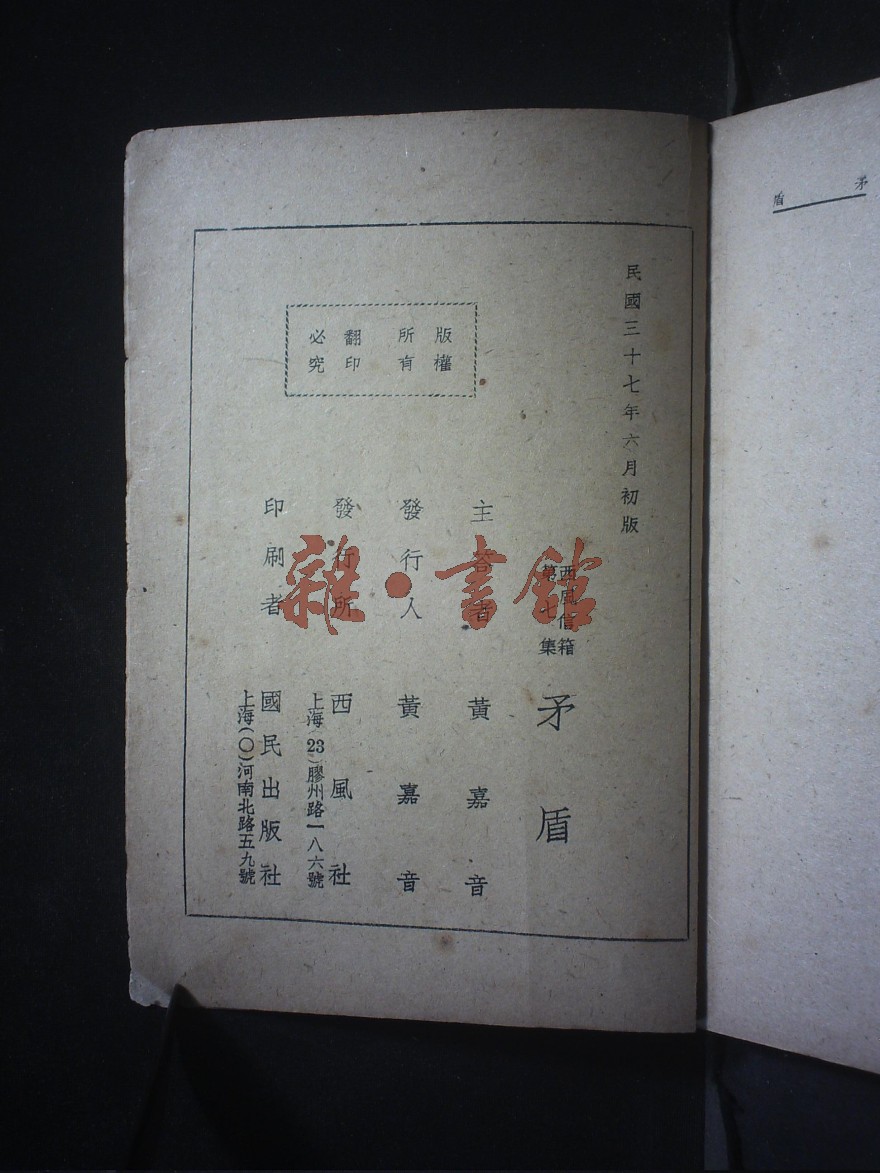 矛盾
民國三十七年六月初版
版權
所有
翻印
必究
西風信箱
第七集
矛盾
主答者 黃嘉音
發行人 黃嘉音
發行所 西風社
上海(23)膠州路一八六號
印刷者 國民出版社
上海(〇)河南北路五九號
雜·書館